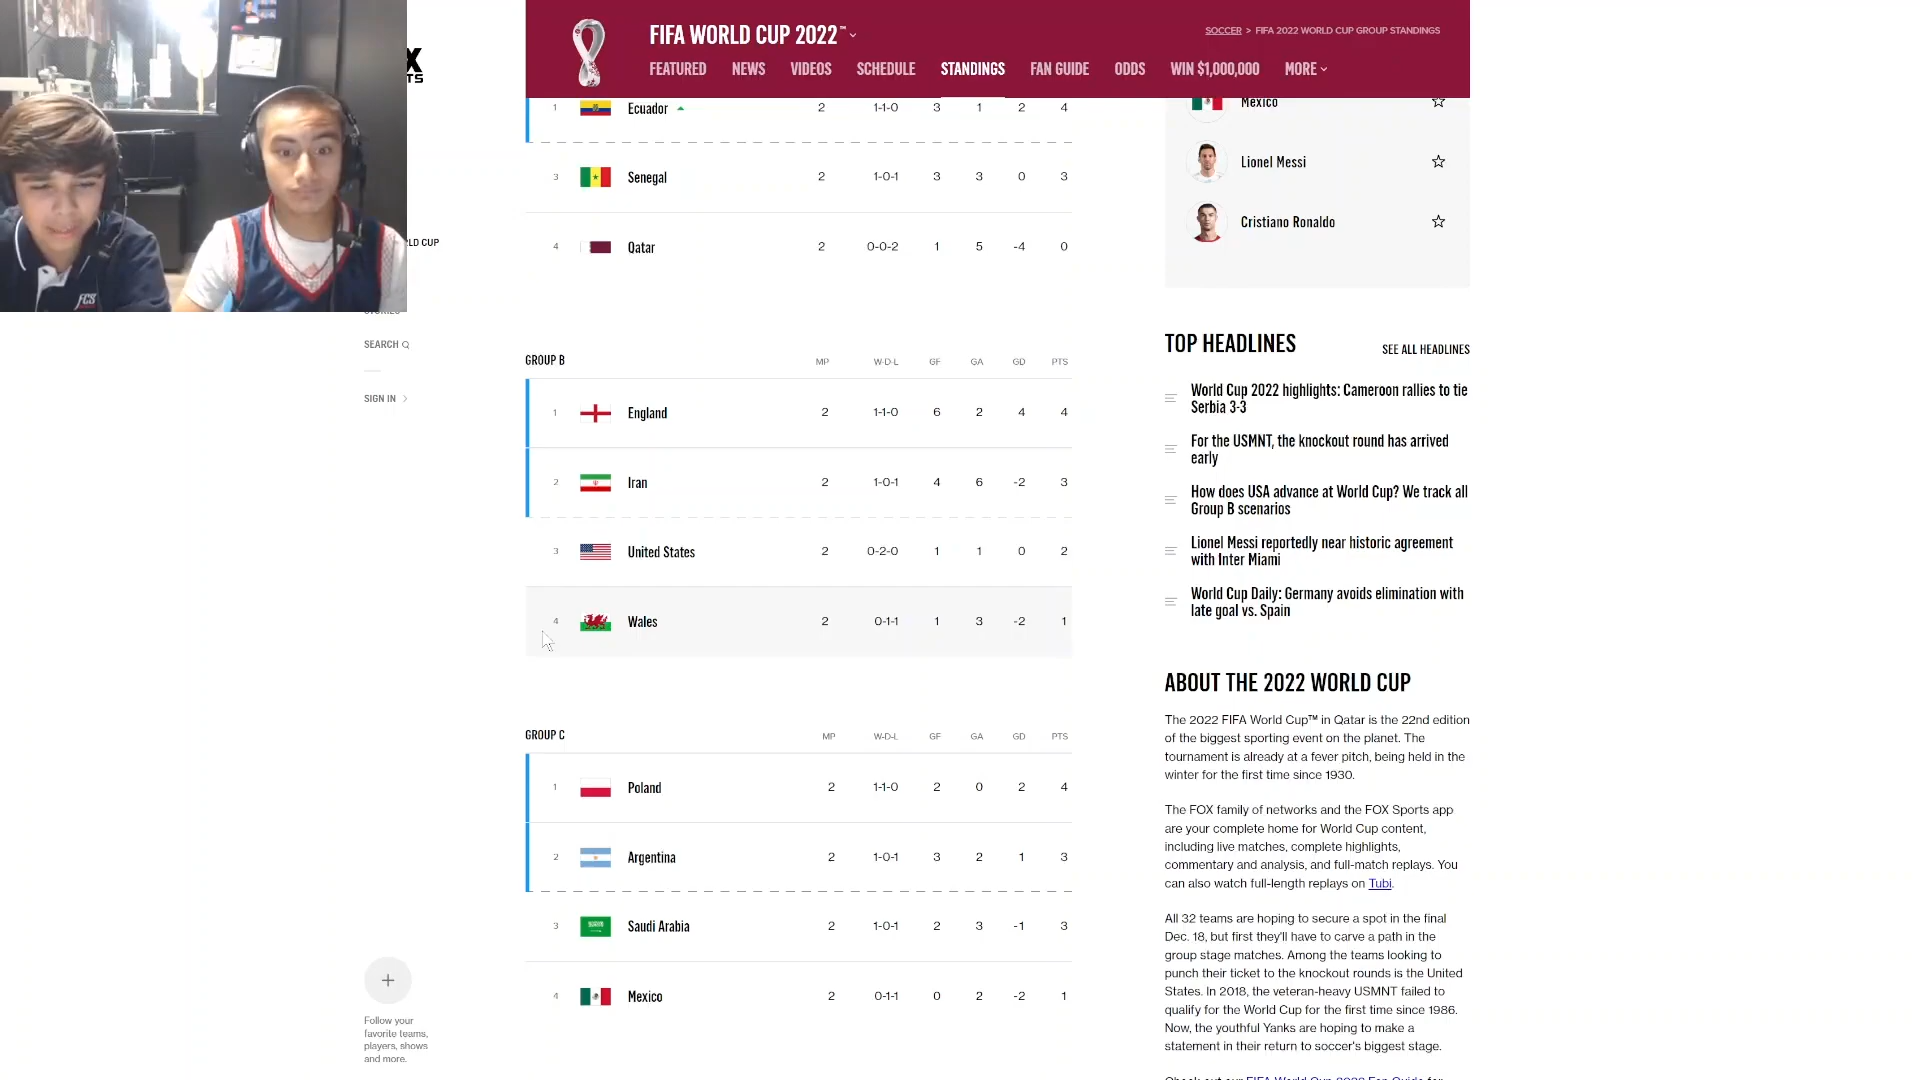 X
TS
FIFA WORLD CUP 2022™
SOCCER > FIFA 2022 WORLD CUP GROUP STANDINGS
FEATURED NEWS VIDEOS SCHEDULE STANDINGS FAN GUIDE ODDS WIN $1,000,000 MORE
1 Ecuador 2 1-1-0 3 1 2 4
3 Senegal 2 1-0-1 3 3 0 3
4 Qatar 2 0-0-2 1 5 -4 0
FCS
LD CUP
STORIES
SEARCH
SIGN IN
GROUP B MP W-D-L GF GA GD PTS
1 England 2 1-1-0 6 2 4 4
2 Iran 2 1-0-1 4 6 -2 3
3 United States 2 0-2-0 1 1 0 2
4 Wales 2 0-1-1 1 3 -2 1
GROUP C MP W-D-L GF GA GD PTS
1 Poland 2 1-1-0 2 0 2 4
2 Argentina 2 1-0-1 3 2 1 3
3 Saudi Arabia 2 1-0-1 2 3 -1 3
4 Mexico 2 0-1-1 0 2 -2 1
Follow your
favorite teams,
players, shows
and more.
Mexico
Lionel Messi
Cristiano Ronaldo
TOP HEADLINES
SEE ALL HEADLINES
World Cup 2022 highlights: Cameroon rallies to tie
Serbia 3-3
For the USMNT, the knockout round has arrived
early
How does USA advance at World Cup? We track all
Group B scenarios
Lionel Messi reportedly near historic agreement
with Inter Miami
World Cup Daily: Germany avoids elimination with
late goal vs. Spain
ABOUT THE 2022 WORLD CUP
The 2022 FIFA World Cup™ in Qatar is the 22nd edition
of the biggest sporting event on the planet. The
tournament is already at a fever pitch, being held in the
winter for the first time since 1930.
The FOX family of networks and the FOX Sports app
are your complete home for World Cup content,
including live matches, complete highlights,
commentary and analysis, and full-match replays. You
can also watch full-length replays on Tubi.
All 32 teams are hoping to secure a spot in the final
Dec. 18, but first they'll have to carve a path in the
group stage matches. Among the teams looking to
punch their ticket to the knockout rounds is the United
States. In 2018, the veteran-heavy USMNT failed to
qualify for the World Cup for the first time since 1986.
Now, the youthful Yanks are hoping to make a
statement in their return to soccer's biggest stage.
Check out our FIFA World Cup 2022 Fan Guide for